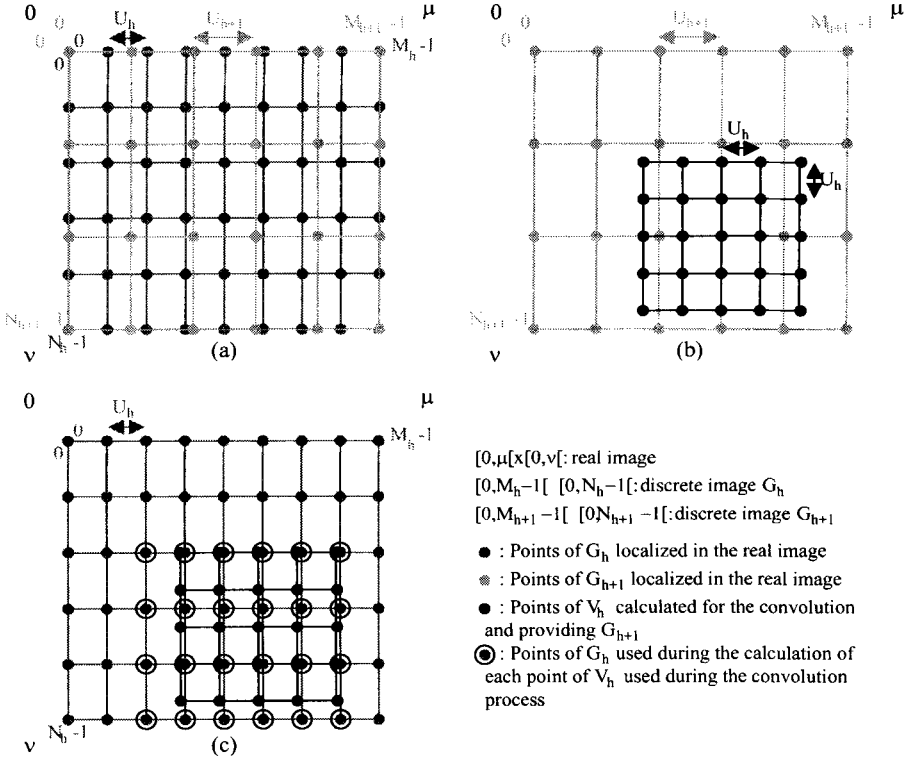 0 U_h U_{h+1} M_{h+1}-1 μ
0
0 0 M_h-1
0
N_{h+1}-1
N_h-1
ν (a)
0 U_{h+1} M_{h+1}-1 μ
0
0
U_h
U_h
N_{h+1}-1
ν (b)
0 U_h μ
0 M_h-1
0
N_h-1
ν (c)
[0,μ[x[0,ν[: real image
[0,M_h-1[ [0,N_h-1[:discrete image G_h
[0,M_{h+1}-1[ [0,N_{h+1}-1[:discrete image G_{h+1}
: Points of G_h localized in the real image
: Points of G_{h+1} localized in the real image
: Points of V_h calculated for the convolution
and providing G_{h+1}
: Points of G_h used during the calculation of
each point of V_h used during the convolution
process